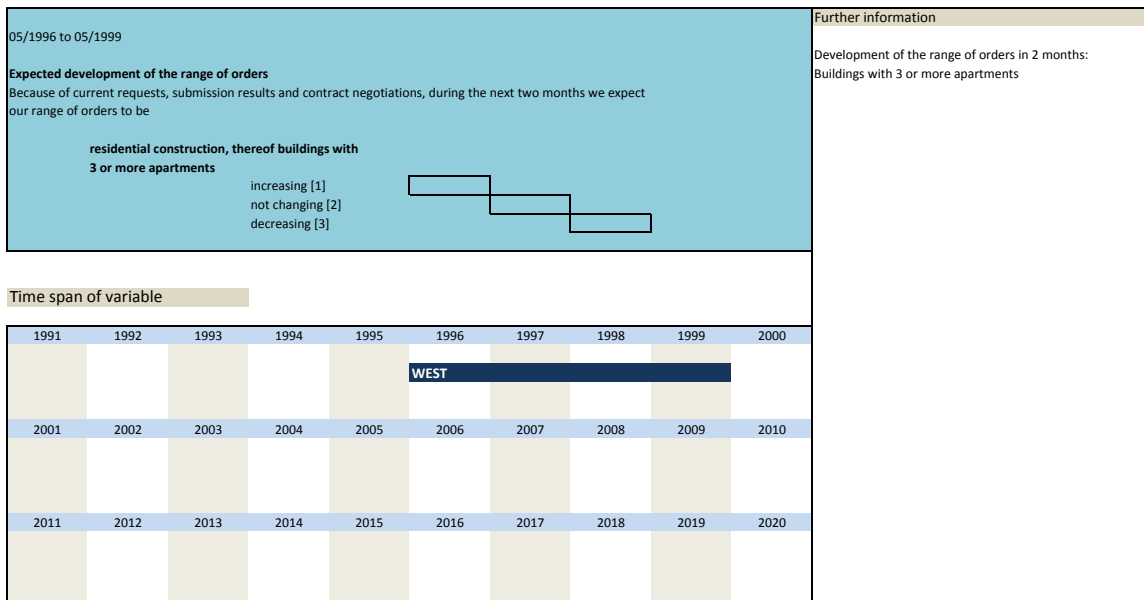 05/1996 to 05/1999
Expected development of the range of orders
Because of current requests, submission results and contract negotiations, during the next two months we expect
our range of orders to be
residential construction, thereof buildings with
3 or more apartments
increasing [1]
not changing [2]
decreasing [3]
Further information
Development of the range of orders in 2 months:
Buildings with 3 or more apartments
Time span of variable
1991 1992 1993 1994 1995 1996 1997 1998 1999 2000
WEST
2001 2002 2003 2004 2005 2006 2007 2008 2009 2010
2011 2012 2013 2014 2015 2016 2017 2018 2019 2020